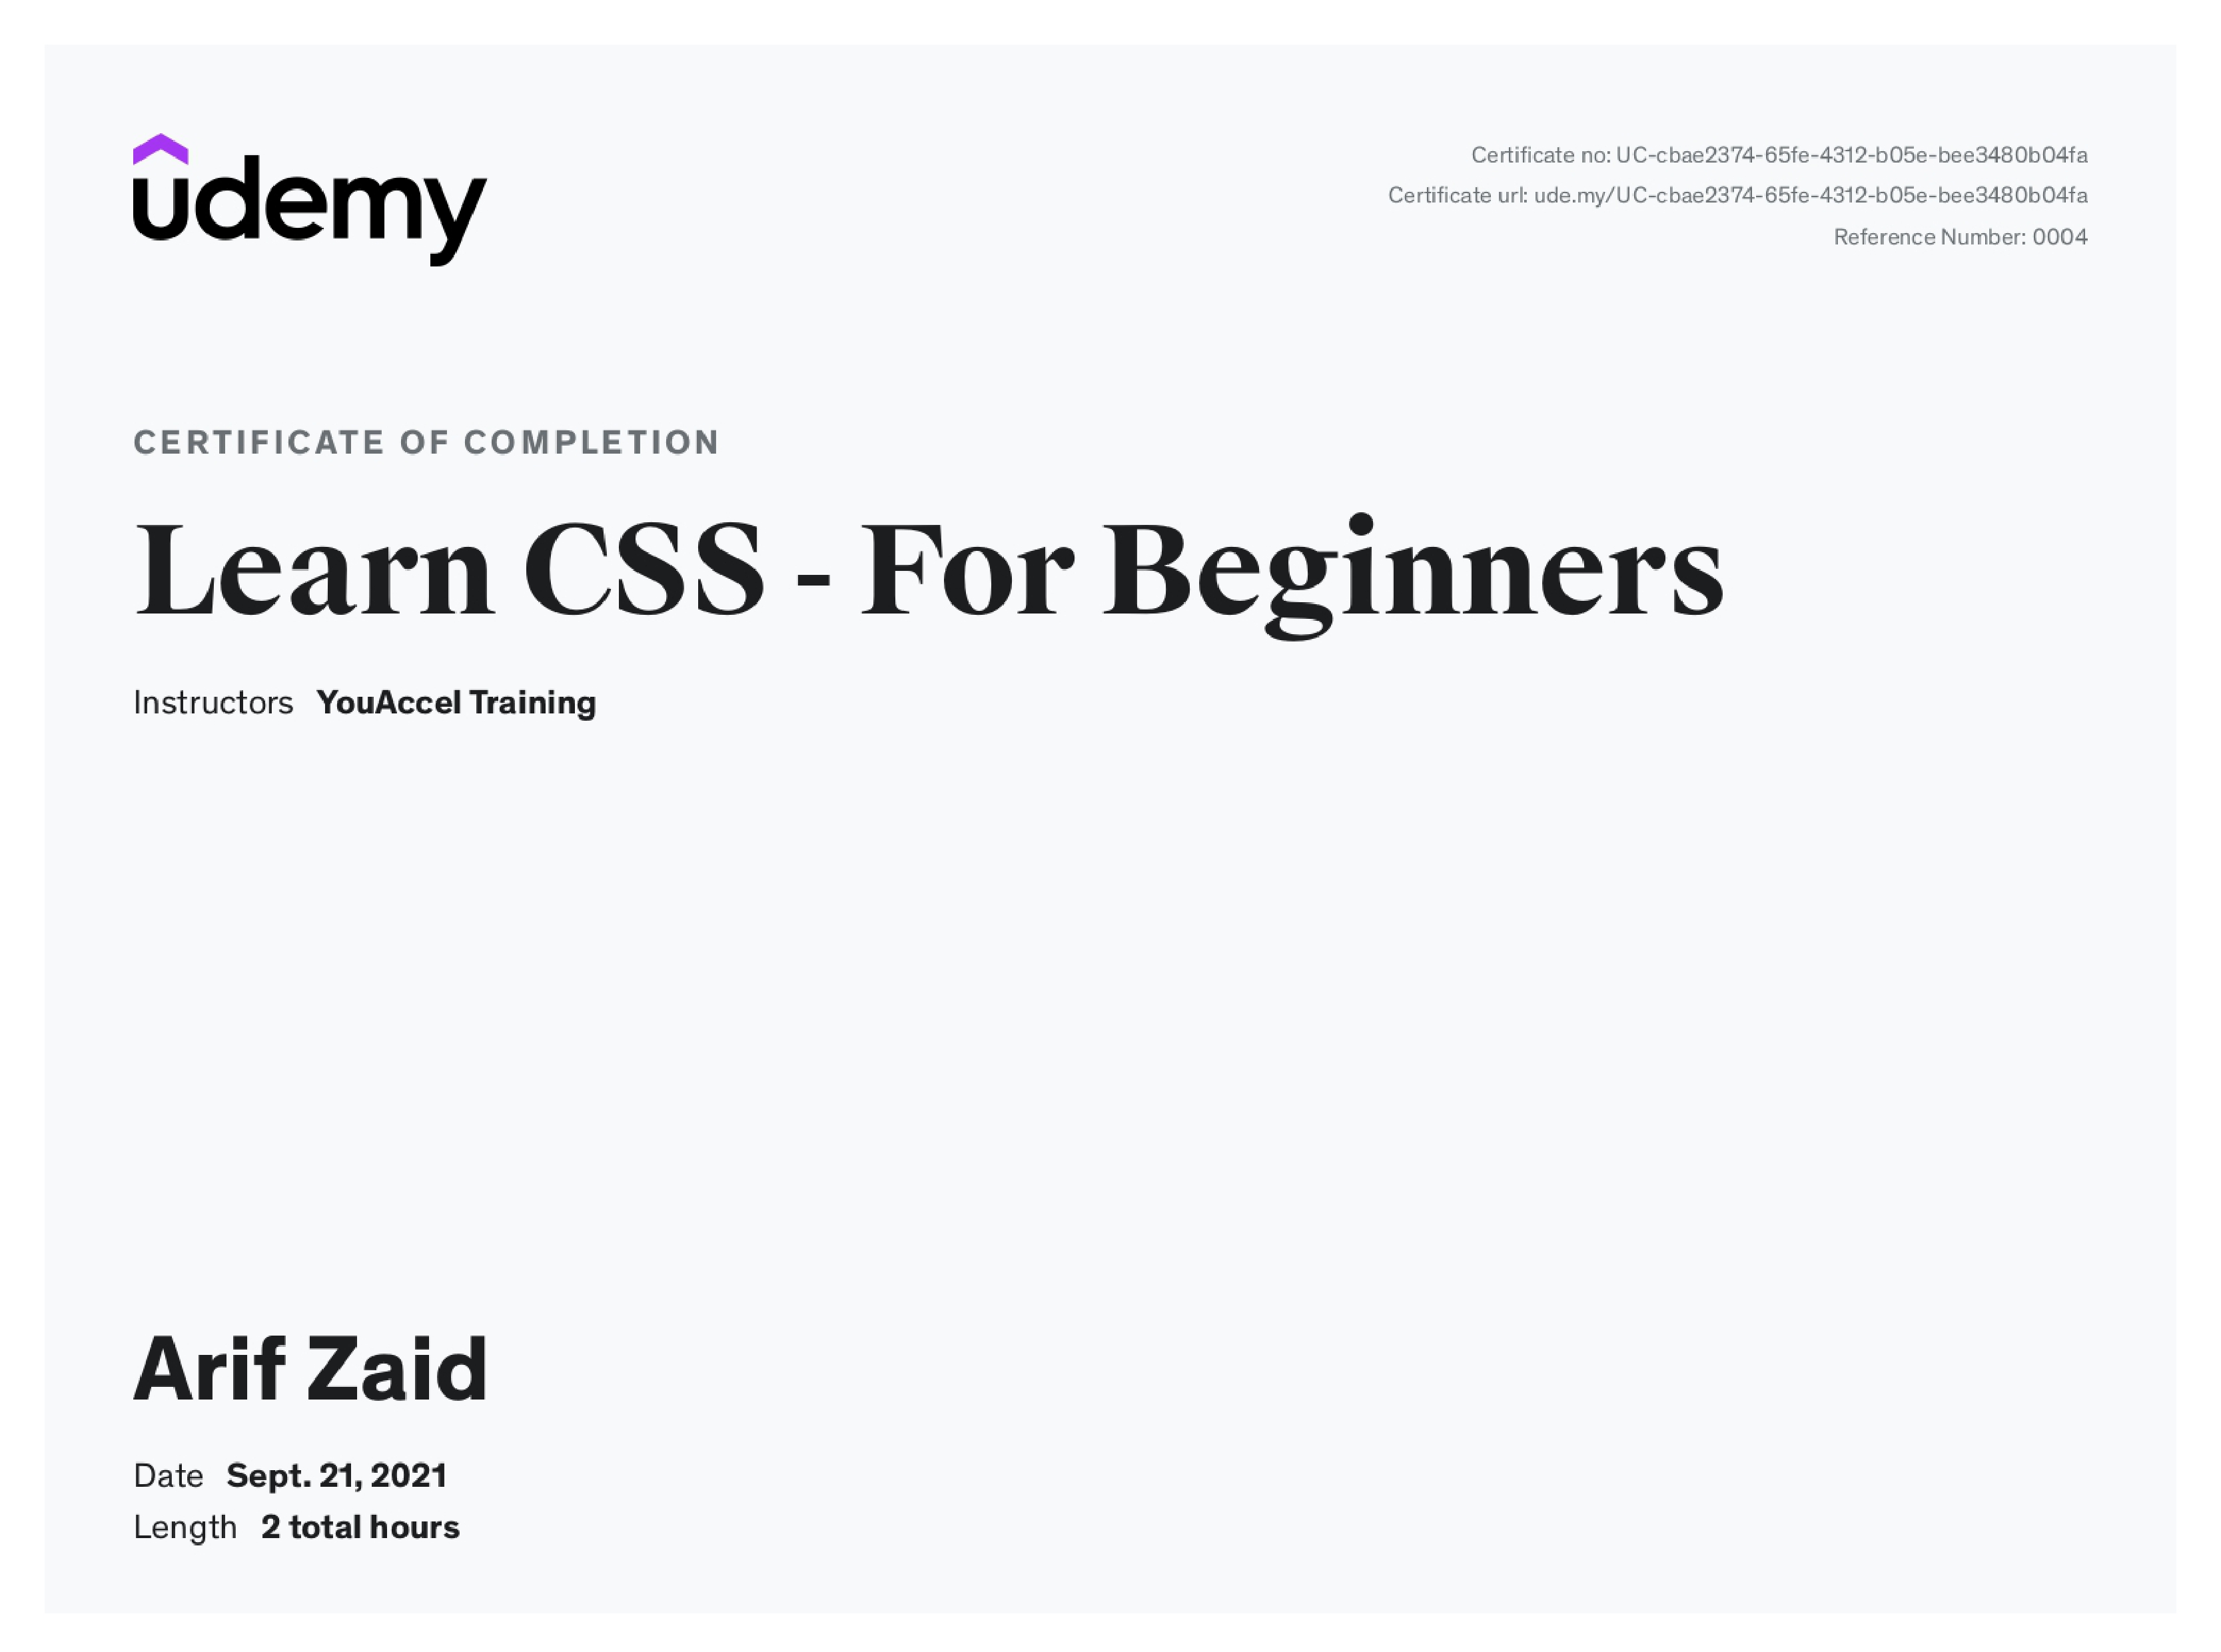 udemy
Certificate no: UC-cbae2374-65fe-4312-b05e-bee3480b04fa
Certificate url: ude.my/UC-cbae2374-65fe-4312-b05e-bee3480b04fa
Reference Number: 0004
CERTIFICATE OF COMPLETION
Learn CSS - For Beginners
Instructors YouAccel Training
Arif Zaid
Date Sept. 21, 2021
Length 2 total hours